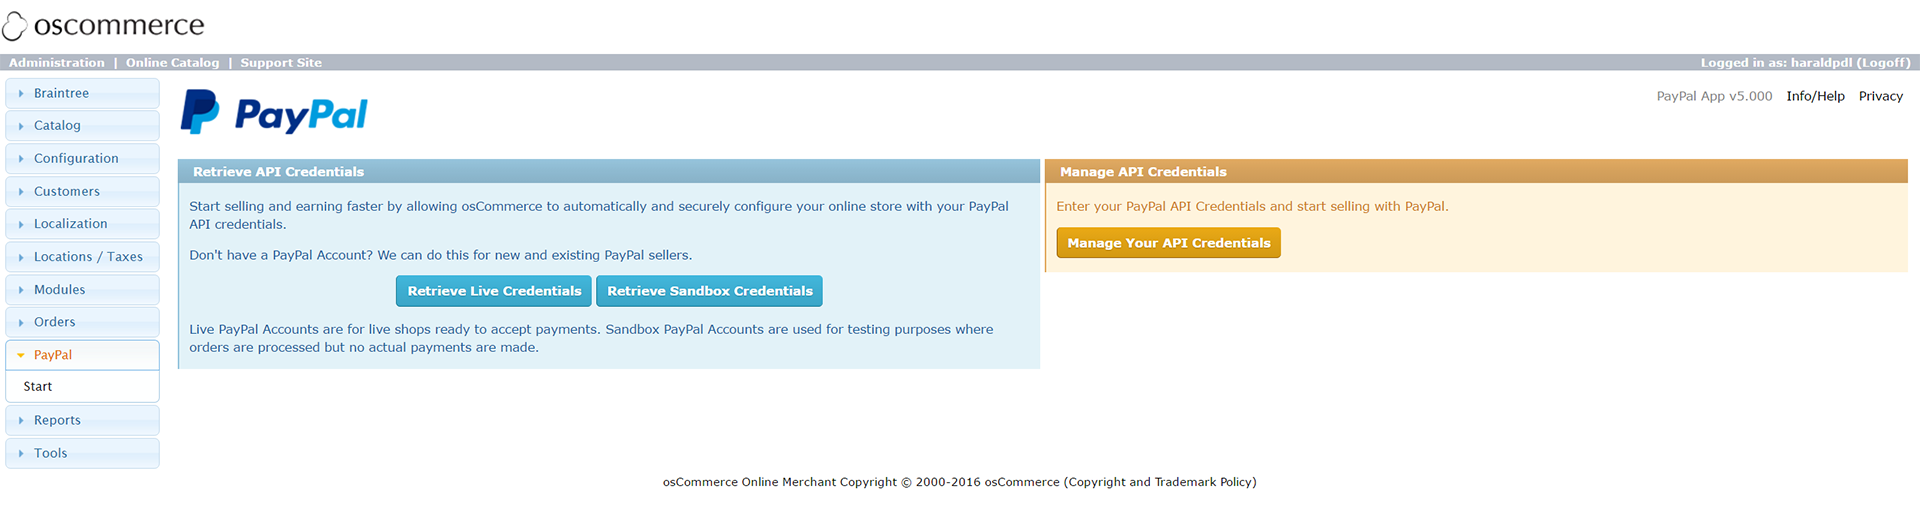 oscommerce
Administration | Online Catalog | Support Site
Logged in as: haraldpdl (Logoff)
Braintree
Catalog
Configuration
Customers
Localization
Locations / Taxes
Modules
Orders
PayPal
Start
Reports
Tools
PayPal
PayPal App v5.000 Info/Help Privacy
Retrieve API Credentials
Start selling and earning faster by allowing osCommerce to automatically and securely configure your online store with your PayPal
API credentials.
Don't have a PayPal Account? We can do this for new and existing PayPal sellers.
Retrieve Live Credentials
Retrieve Sandbox Credentials
Live PayPal Accounts are for live shops ready to accept payments. Sandbox PayPal Accounts are used for testing purposes where
orders are processed but no actual payments are made.
Manage API Credentials
Enter your PayPal API Credentials and start selling with PayPal.
Manage Your API Credentials
osCommerce Online Merchant Copyright © 2000-2016 osCommerce (Copyright and Trademark Policy)